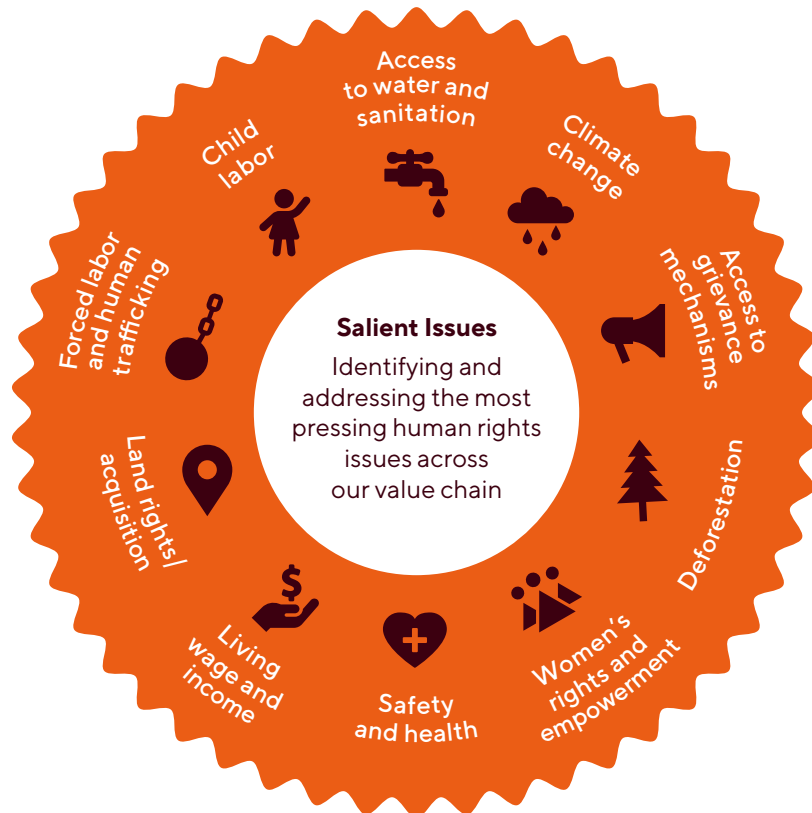 Access
to water and
sanitation
Climate
change
Access to
grievance
mechanisms
Deforestation
Women's
rights and
empowerment
Safety
and health
Living
wage and
income
Land rights/
acquisition
Forced labor
and human
trafficking
Child
labor
Salient Issues
Identifying and
addressing the most
pressing human rights
issues across
our value chain